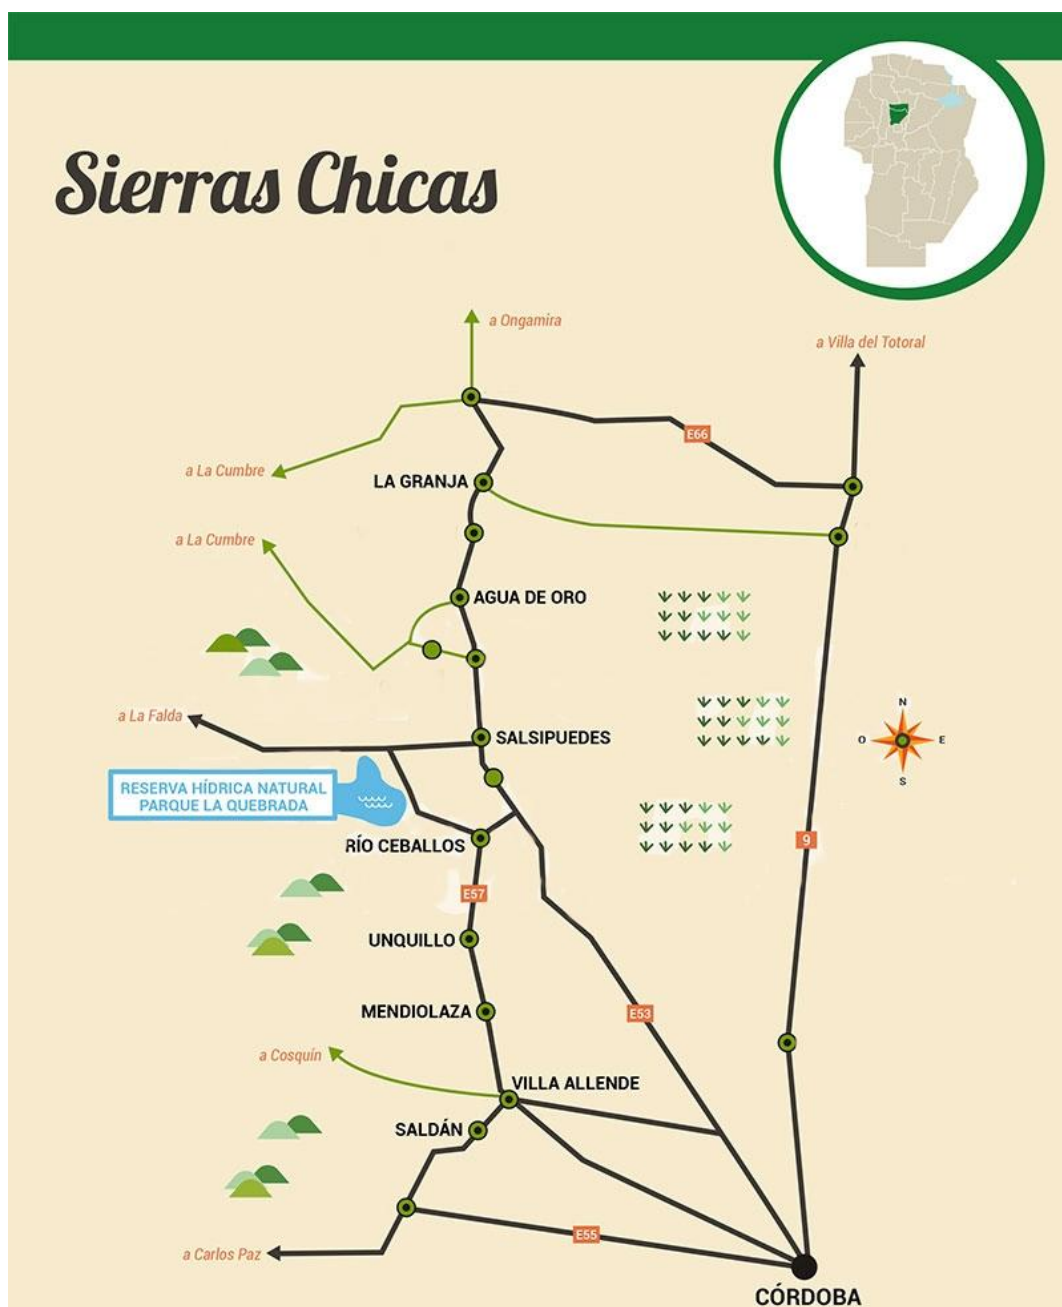 Sierras Chicas
a Ongamira
a Villa del Totoral
E66
a La Cumbre
LA GRANJA
a La Cumbre
AGUA DE ORO
a La Falda
SALSIPUEDES
N
O
E
S
RESERVA HÍDRICA NATURAL
PARQUE LA QUEBRADA
RÍO CEBALLOS
9
E57
UNQUILLO
MENDIOLAZA
E53
a Cosquín
VILLA ALLENDE
SALDÁN
E55
a Carlos Paz
CÓRDOBA